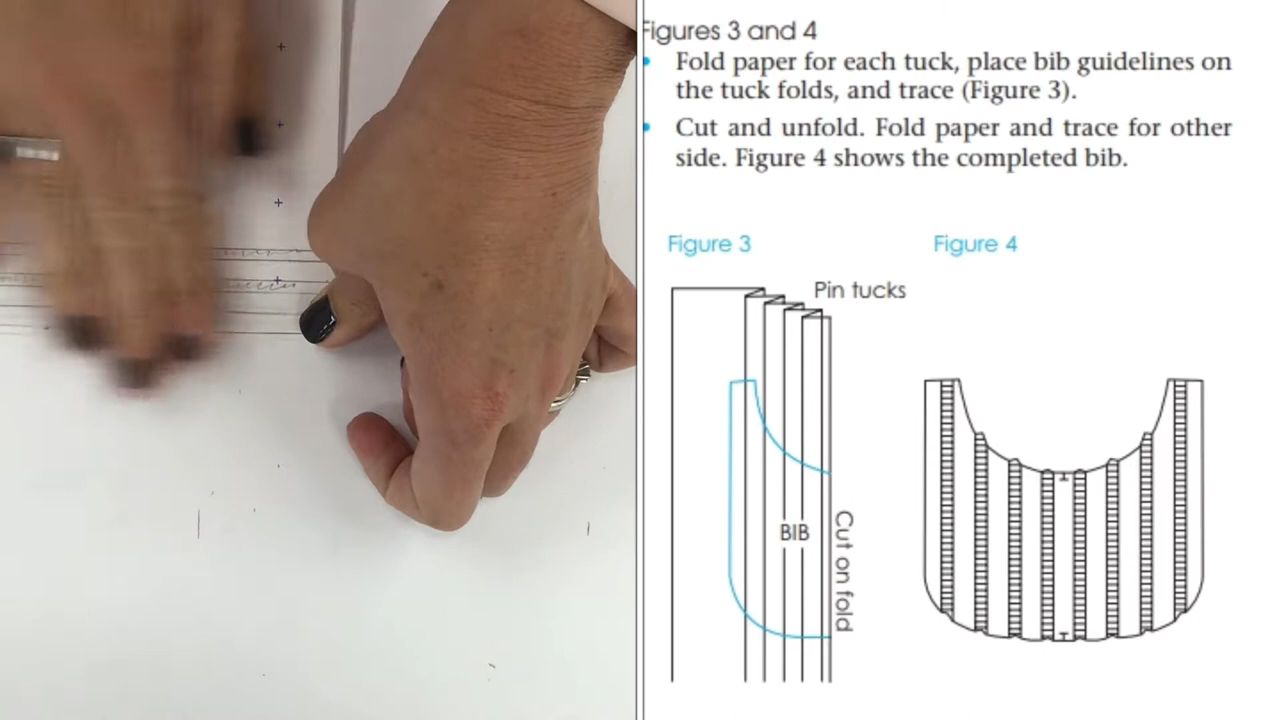 Figures 3 and 4
Fold paper for each tuck, place bib guidelines on
the tuck folds, and trace (Figure 3).
Cut and unfold. Fold paper and trace for other
side. Figure 4 shows the completed bib.
Figure 3
Figure 4
Pin tucks
BIB
Cut on fold